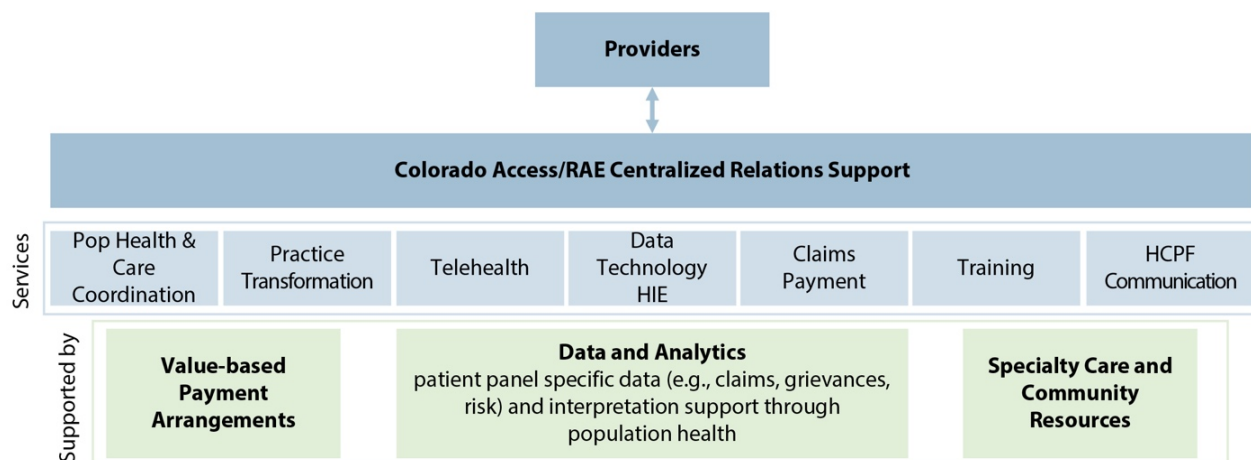 Providers
Colorado Access/RAE Centralized Relations Support
Services
Pop Health &
Care
Coordination
Practice
Transformation
Telehealth
Data
Technology
HIE
Claims
Payment
Training
HCPF
Communication
Supported by
Value-based
Payment
Arrangements
Data and Analytics
patient panel specific data (e.g., claims, grievances,
risk) and interpretation support through
population health
Specialty Care and
Community
Resources